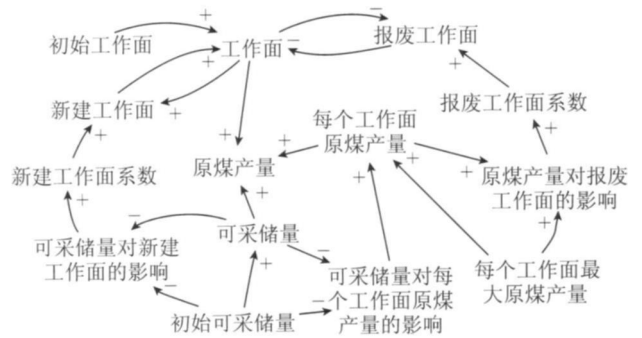 初始工作面
工作面
报废工作面
新建工作面
报废工作面系数
每个工作面
原煤产量
原煤产量
新建工作面系数
原煤产量对报废
工作面的影响
可采储量
可采储量对新建
工作面的影响
可采储量对每
个工作面原煤
产量的影响
每个工作面最
大原煤产量
初始可采储量
+
−
−
+
+
+
+
+
+
+
+
+
+
+
+
+
+
−
−
+
−
−
+